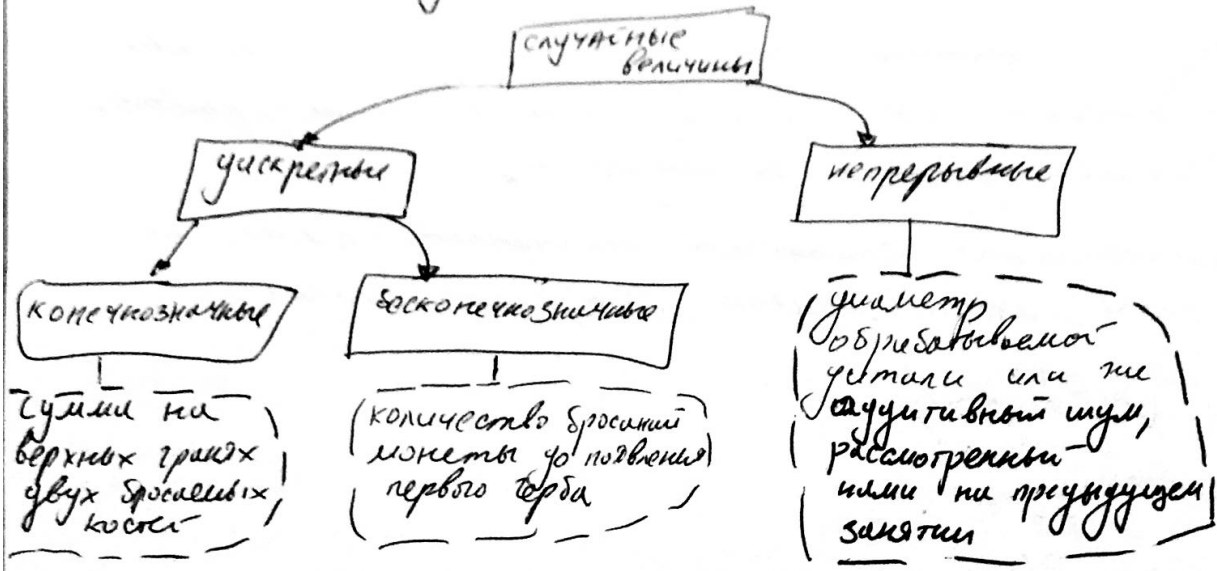 случайные
величины
дискретные
непрерывные
конечнозначные
бесконечнозначные
сумма на
верхних гранях
двух бросаемых
костей
количество бросаний
монеты до появления
первого герба
диаметр
обрабатываемой
детали или же
аудитивный шум,
рассмотренный
нами на предыдущем
занятии